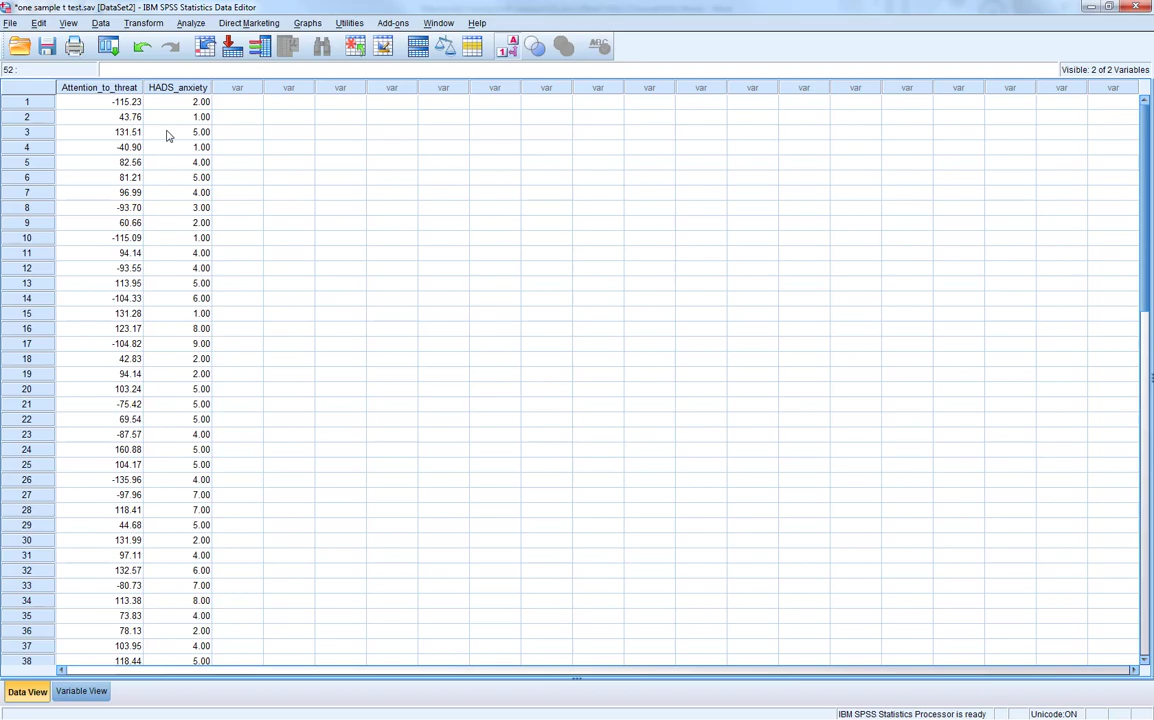 *one sample t test.sav [DataSet2] - IBM SPSS Statistics Data Editor
File Edit View Data Transform Analyze Direct Marketing Graphs Utilities Add-ons Window Help
52 : Visible: 2 of 2 Variables
Attention_to_threat HADS_anxiety var var var var var var var var var var var var var var var var var var
1 -115.23 2.00
2 43.76 1.00
3 131.51 5.00
4 -40.90 1.00
5 82.56 4.00
6 81.21 5.00
7 96.99 4.00
8 -93.70 3.00
9 60.66 2.00
10 -115.09 1.00
11 94.14 4.00
12 -93.55 4.00
13 113.95 5.00
14 -104.33 6.00
15 131.28 1.00
16 123.17 8.00
17 -104.82 9.00
18 42.83 2.00
19 94.14 2.00
20 103.24 5.00
21 -75.42 5.00
22 69.54 5.00
23 -87.57 4.00
24 160.88 5.00
25 104.17 5.00
26 -135.96 4.00
27 -97.96 7.00
28 118.41 7.00
29 44.68 5.00
30 131.99 2.00
31 97.11 4.00
32 132.57 6.00
33 -80.73 7.00
34 113.38 8.00
35 73.83 4.00
36 78.13 2.00
37 103.95 4.00
38 118.44 5.00
Data View Variable View
IBM SPSS Statistics Processor is ready Unicode:ON